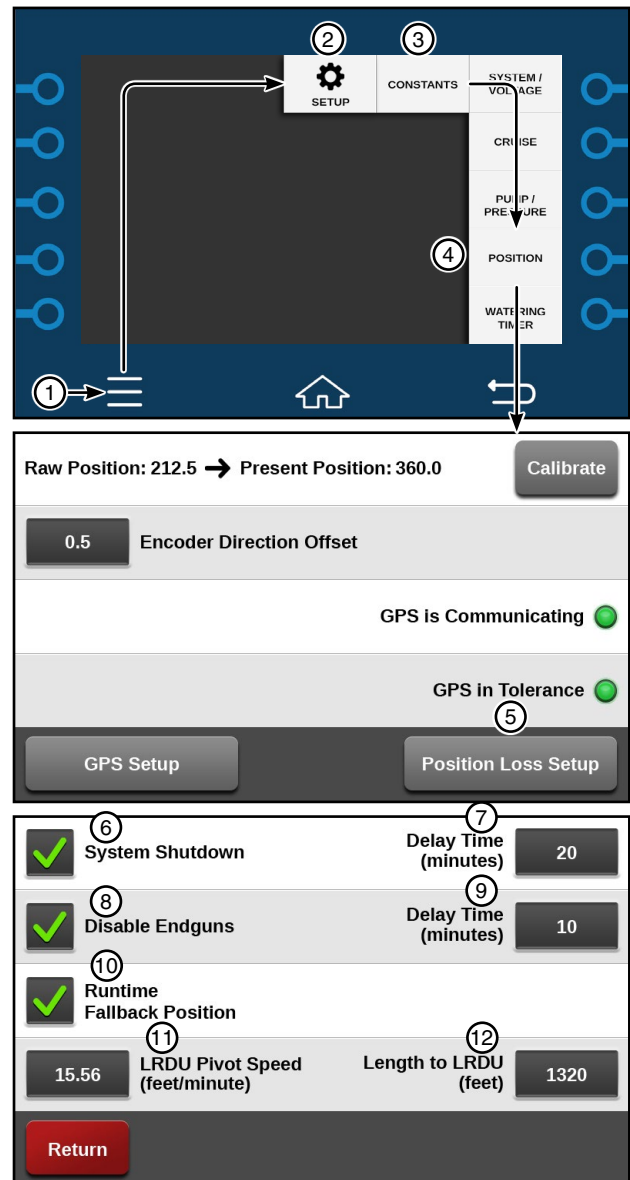 2
3
SETUP
CONSTANTS
SYSTEM /
VOLTAGE
CRUISE
PUMP /
PRESSURE
4
POSITION
WATERING
TIMER
1
Raw Position: 212.5 ➔ Present Position: 360.0
Calibrate
0.5
Encoder Direction Offset
GPS is Communicating
GPS in Tolerance
5
GPS Setup
Position Loss Setup
6
System Shutdown
7
Delay Time
(minutes)
20
8
Disable Endguns
9
Delay Time
(minutes)
10
10
Runtime
Fallback Position
11
15.56
LRDU Pivot Speed
(feet/minute)
12
Length to LRDU
(feet)
1320
Return